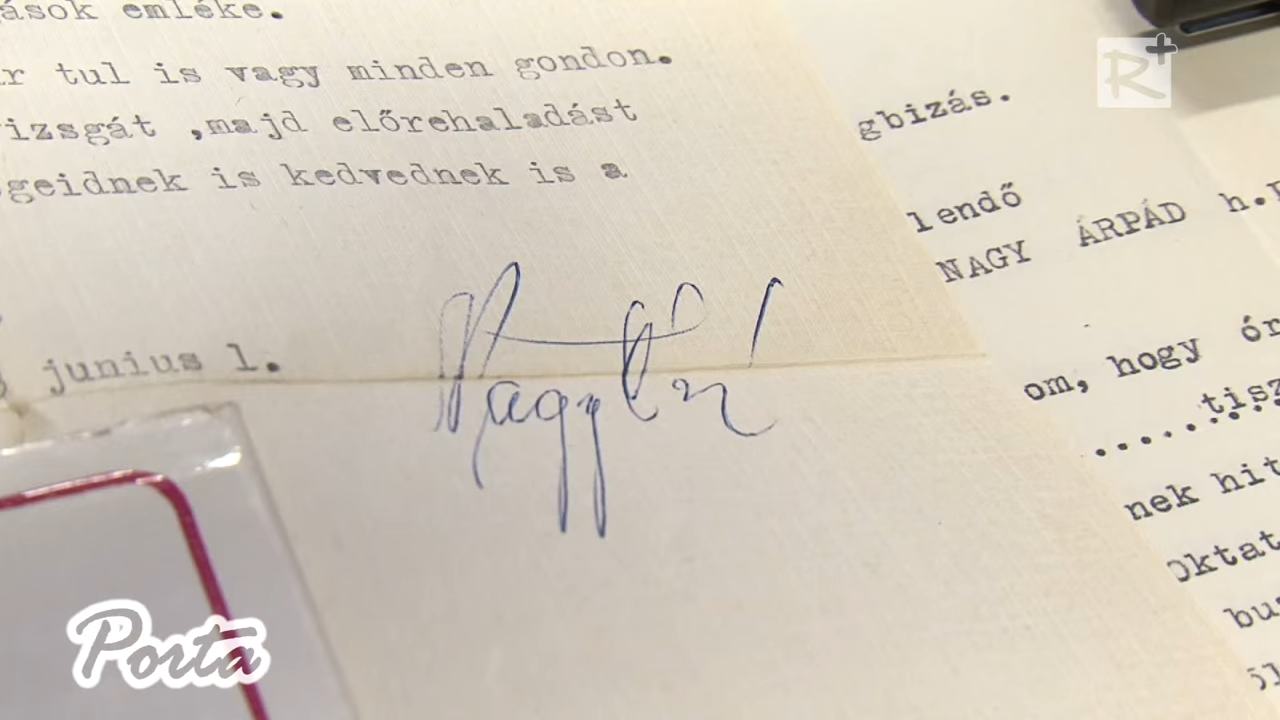 ások emléke.
r tul is vagy minden gondon.
izsgát ,majd előrehaladást
geidnek is kedvednek is a
junius 1.
Nagy
gbizás.
lendő
NAGY ÁRPÁD h.
om, hogy ór
tisz
..........
nek hit
oktat
bu
R+
Porta